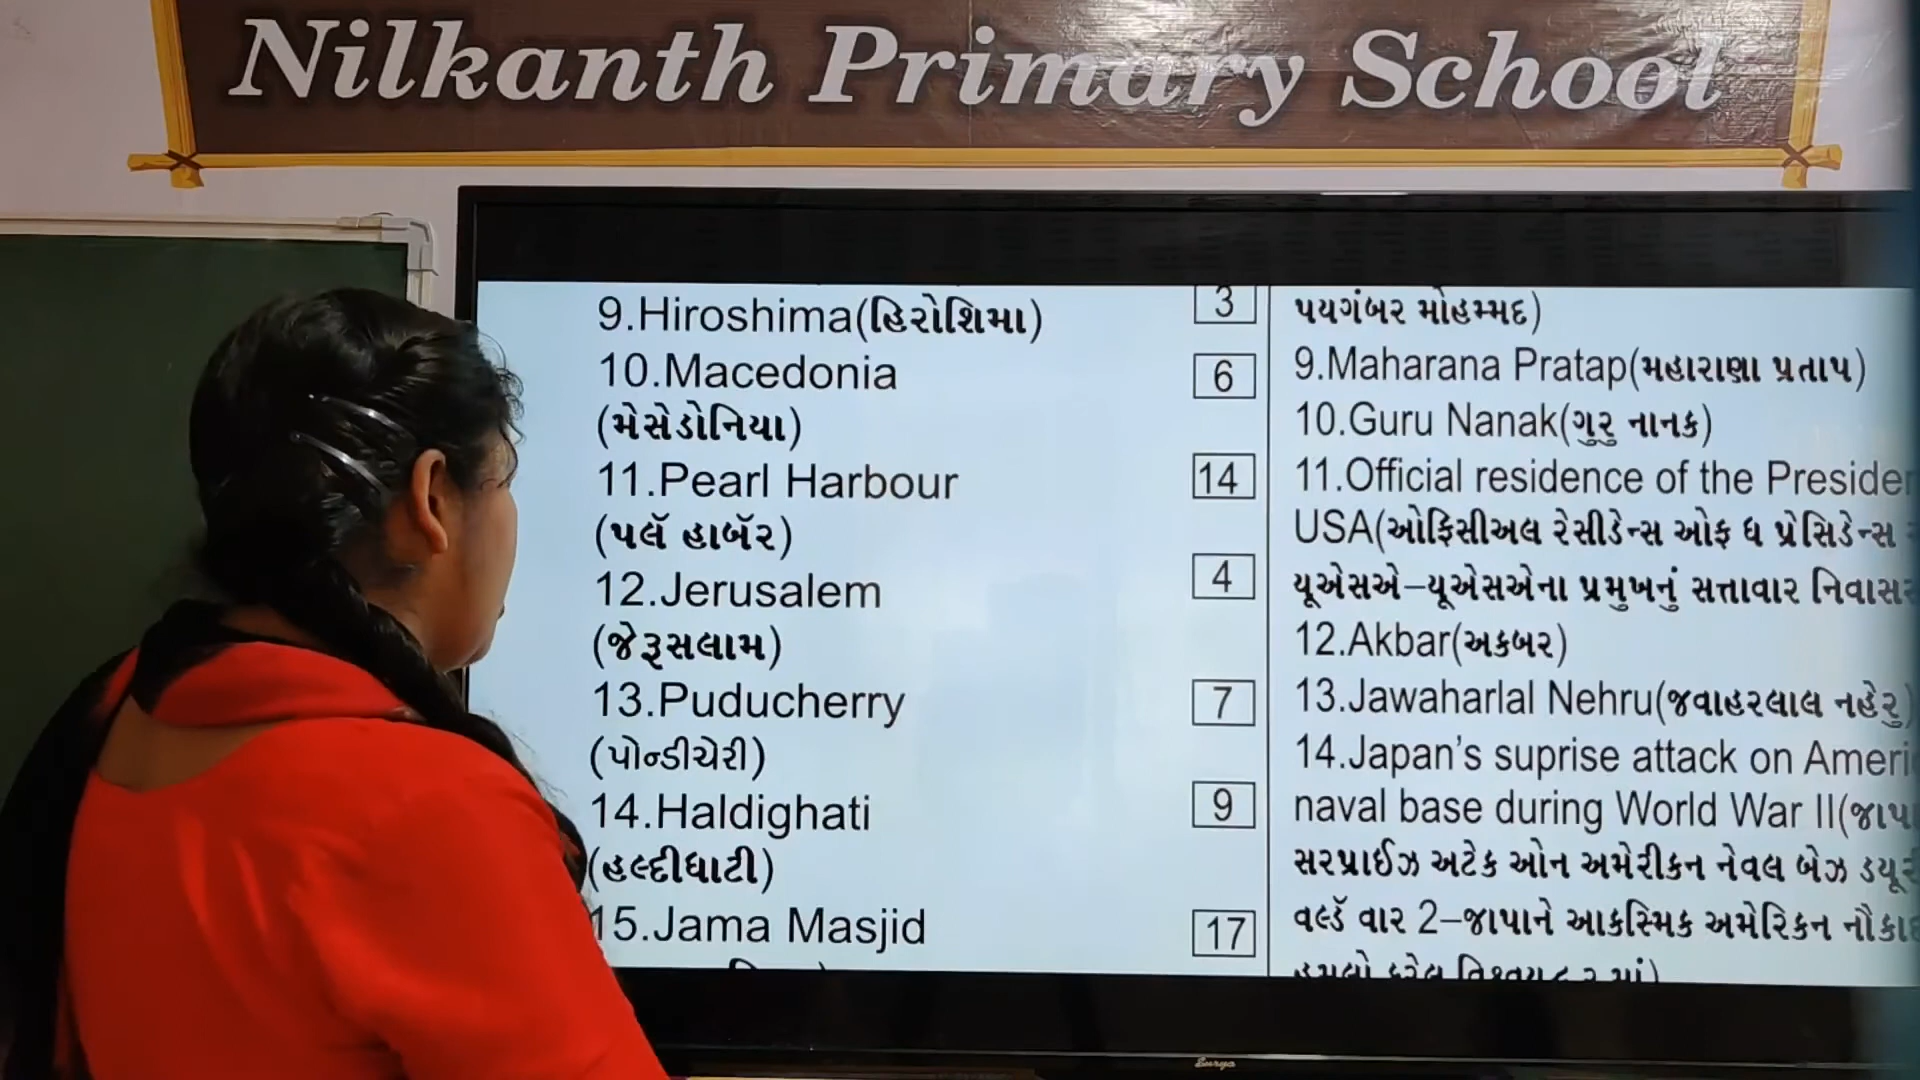 Nilkanth Primary School
9.Hiroshima(હિરોશિમા)
3
10.Macedonia
6
(મેસેડોનિયા)
11.Pearl Harbour
14
(પર્લ હાર્બર)
12.Jerusalem
4
(જેરૂસલામ)
13.Puducherry
7
(પોન્ડીચેરી)
14.Haldighati
9
(હલ્દીઘાટી)
15.Jama Masjid
17
પયગંબર મોહમ્મદ)
9.Maharana Pratap(મહારાણા પ્રતાપ)
10.Guru Nanak(ગુરુ નાનક)
11.Official residence of the
USA(ઓફિસીઅલ રેસીડેન્સ ઓફ ધ પ્રેસિડેન્સ
યૂએસએ–યૂએસએના પ્રમુખનું સત્તાવાર
12.Akbar(અકબર)
13.Jawaharlal Nehru(જવાહરલાલ નહેરુ)
14.Japan's suprise attack on
naval base during World War II(
સરપ્રાઈઝ અટેક ઓન અમેરીકન નેવલ બેઝ
વર્લ્ડ વાર 2–જાપાને આકસ્મિક અમેરિકન
Surya